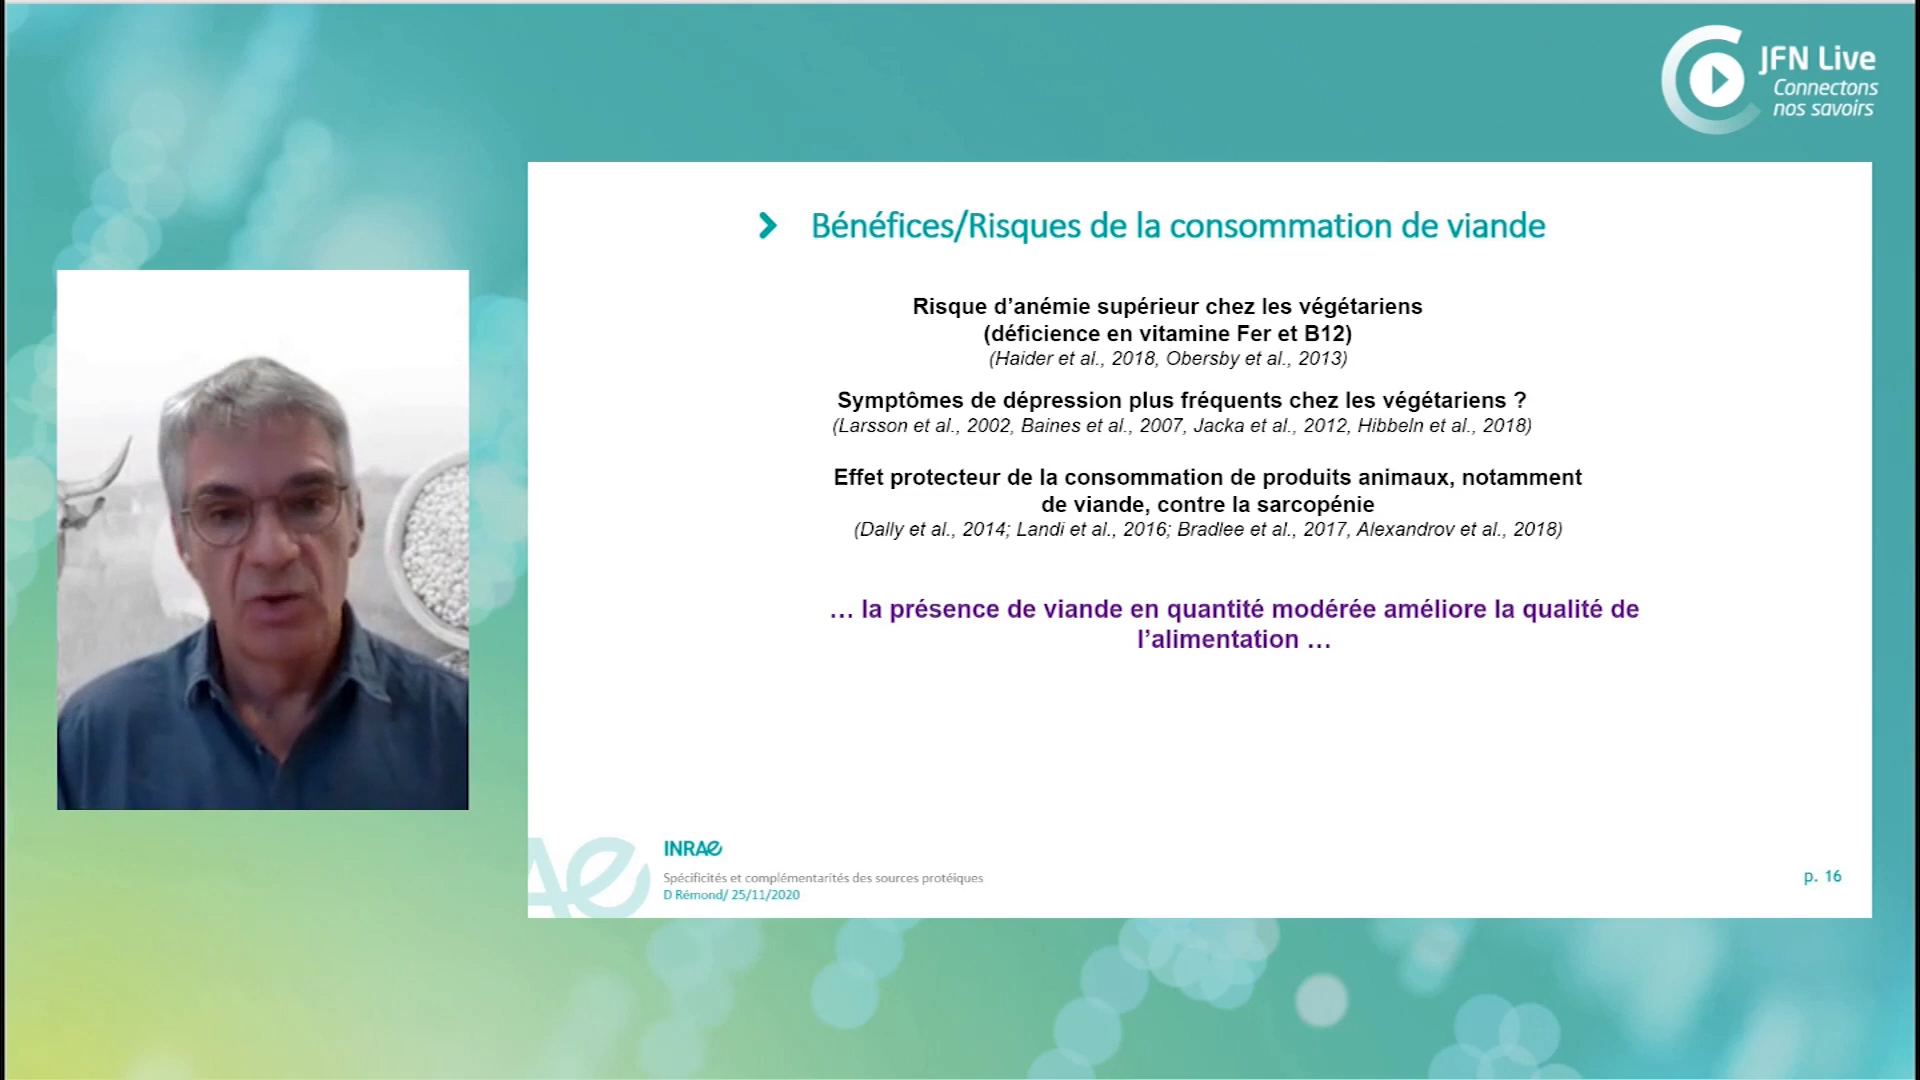 JFN Live
Connectons
nos savoirs
Bénéfices/Risques de la consommation de viande
Risque d’anémie supérieur chez les végétariens
(déficience en vitamine Fer et B12)
(Haider et al., 2018, Obersby et al., 2013)
Symptômes de dépression plus fréquents chez les végétariens ?
(Larsson et al., 2002, Baines et al., 2007, Jacka et al., 2012, Hibbeln et al., 2018)
Effet protecteur de la consommation de produits animaux, notamment
de viande, contre la sarcopénie
(Dally et al., 2014; Landi et al., 2016; Bradlee et al., 2017, Alexandrov et al., 2018)
… la présence de viande en quantité modérée améliore la qualité de
l’alimentation …
INRAE
Spécificités et complémentarités des sources protéiques
D Rémond/ 25/11/2020
p. 16